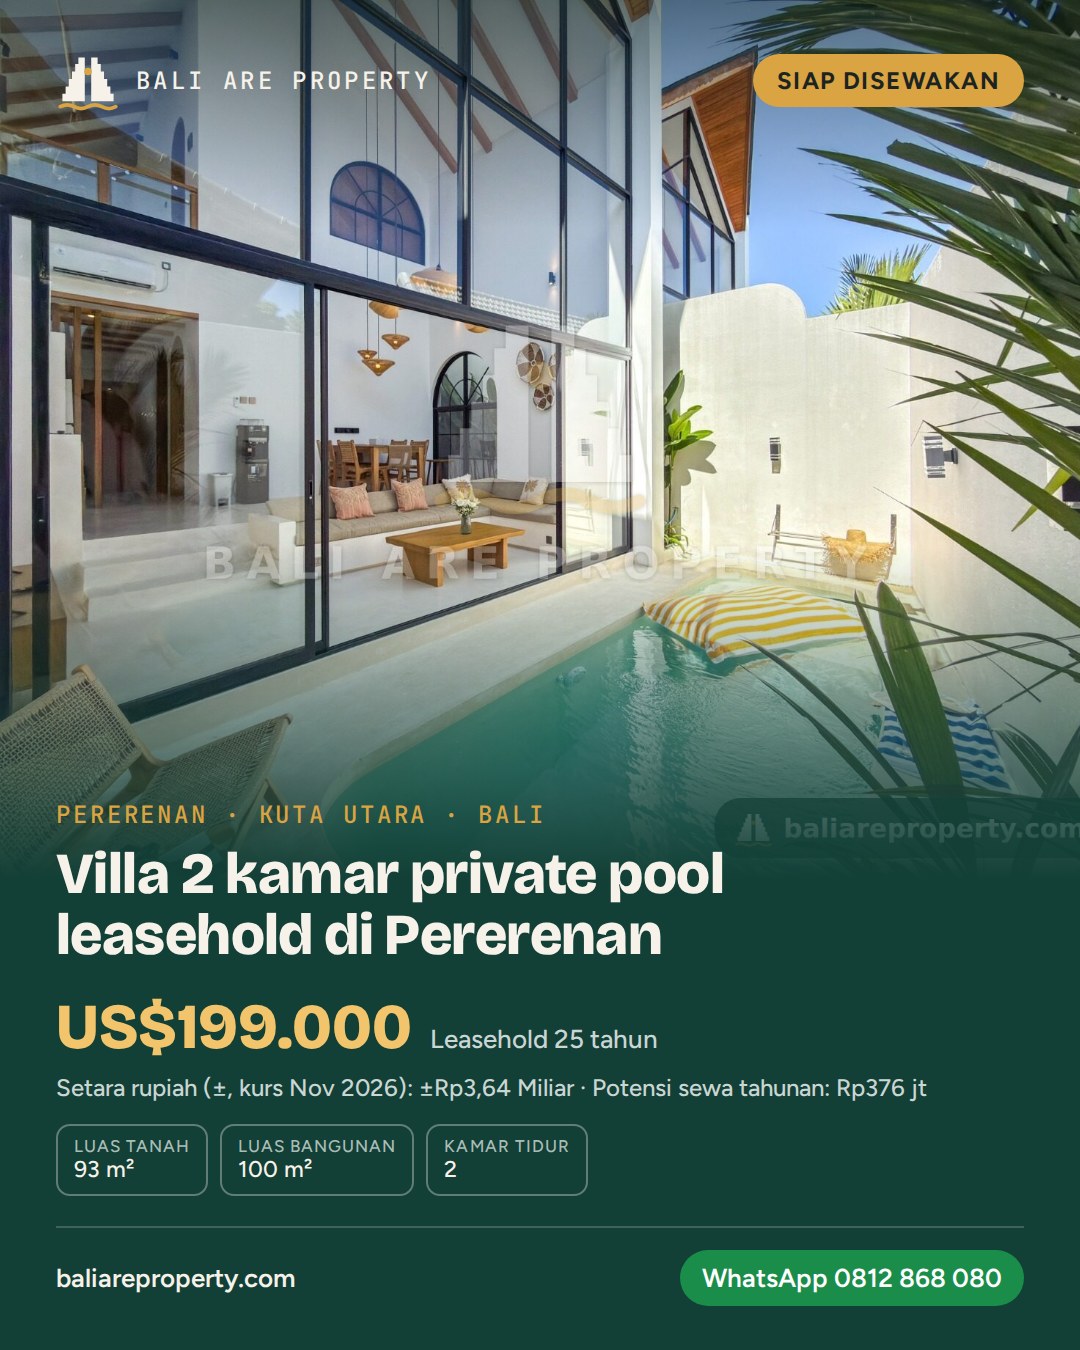 BALI ARE PROPERTY
SIAP DISEWAKAN
BALI ARE PROPERTY
PERERENAN · KUTA UTARA · BALI
baliareproperty.com
Villa 2 kamar private pool
leasehold di Pererenan
US$199.000 Leasehold 25 tahun
Setara rupiah (±, kurs Nov 2026): ±Rp3,64 Miliar · Potensi sewa tahunan: Rp376 jt
LUAS TANAH
93 m²
LUAS BANGUNAN
100 m²
KAMAR TIDUR
2
baliareproperty.com
WhatsApp 0812 868 080